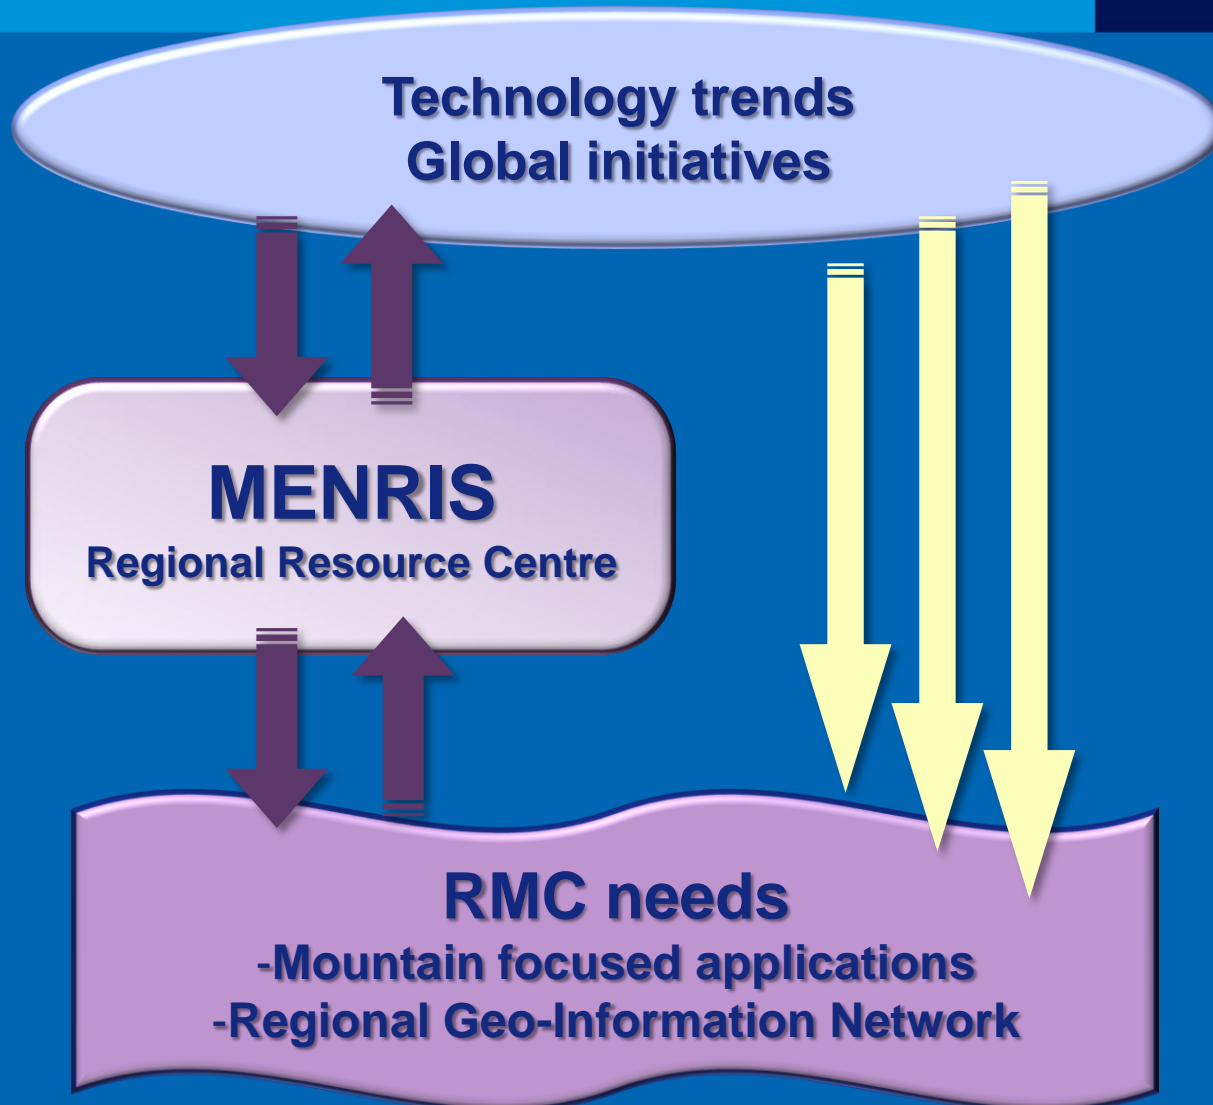 Technology trends
Global initiatives
MENRIS
Regional Resource Centre
RMC needs
-Mountain focused applications
-Regional Geo-Information Network